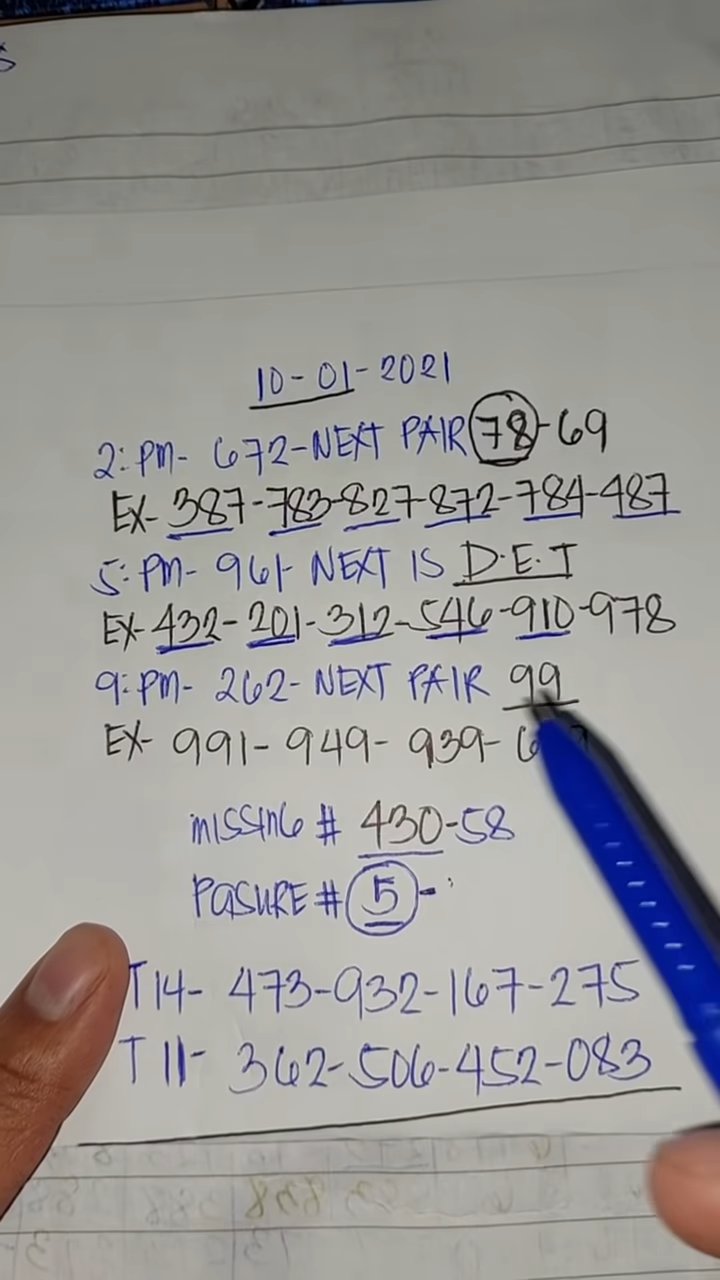 10-01-2021
2:PM- 672-NEXT PAIR 78-69
EX-387-783-827-872-784-487
5:PM- 961- NEXT IS D.E.T
EX-432-201-312-546-910-978
9:PM- 262- NEXT PAIR 99
EX- 991-949-939-
MISSING # 430-58
PASURE # 5-
T14- 473-932-167-275
T11- 362-506-452-083